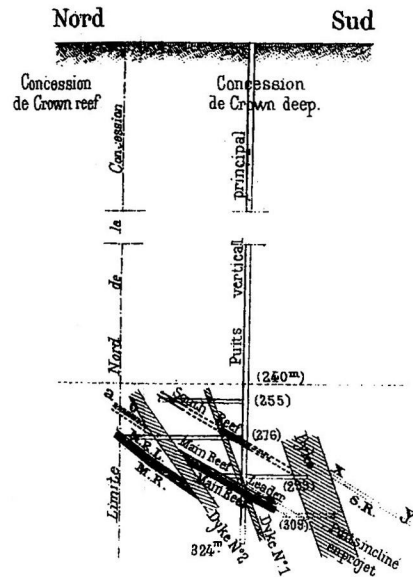 Nord
Sud
Concession
de Crown reef
Concession
de Crown deep.
Limite Nord de la Concession
Puits vertical principal
(240m)
(255)
(276)
(309)
324m
a
b
South Reef
M.R.L.
M.R.
Main Reef Leader
Main Reef
Dyke N°2
Dyke N°1
Dyke
x
S.R.
y
Puits incliné
en projet